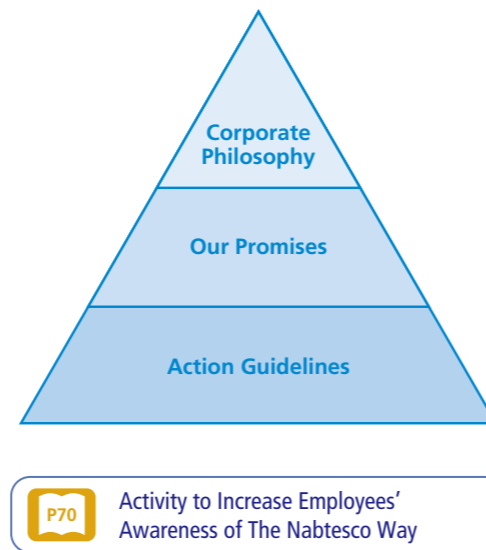 Corporate
Philosophy
Our Promises
Action Guidelines
P70
Activity to Increase Employees’
Awareness of The Nabtesco Way